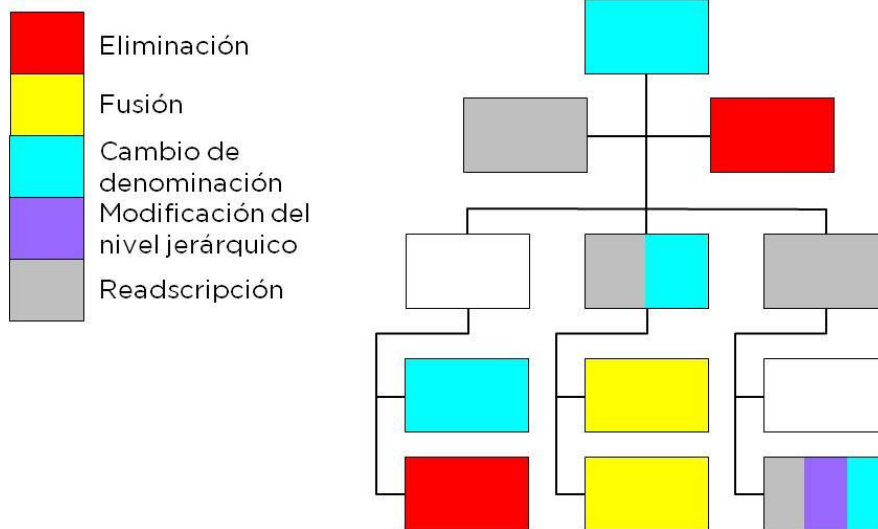 Eliminación
Fusión
Cambio de
denominación
Modificación del
nivel jerárquico
Readscripción